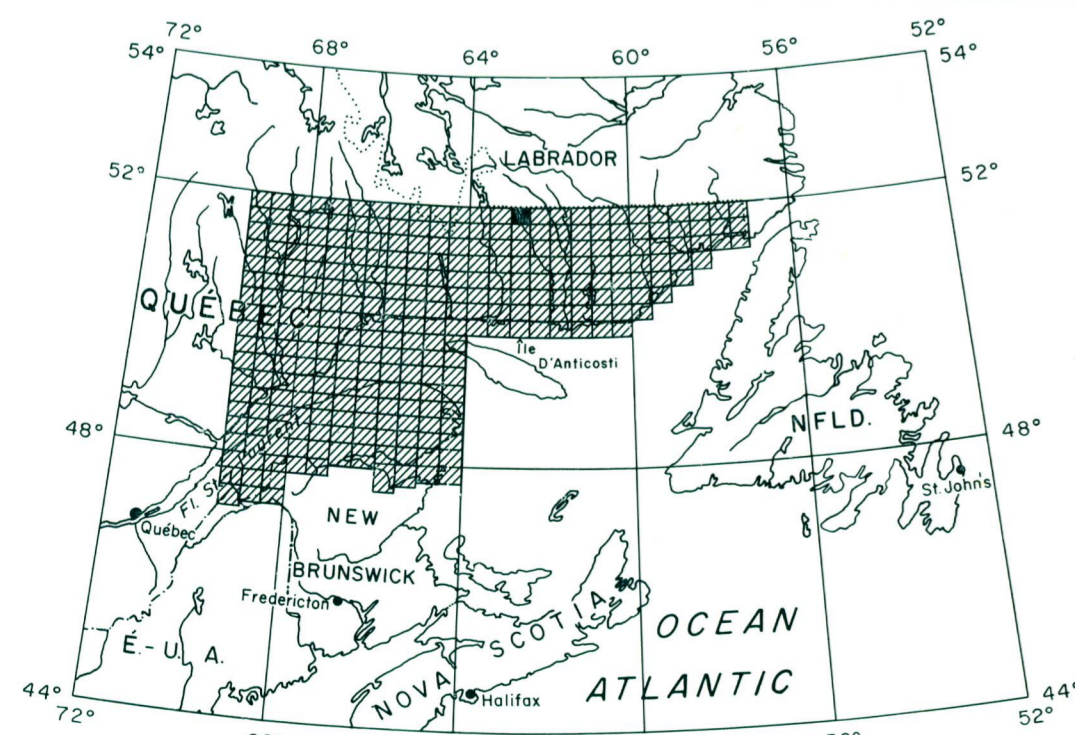 72°
68°
64°
60°
56°
52°
54°
54°
52°
52°
LABRADOR
QUÉBEC
Île
D'Anticosti
NFLD.
48°
48°
St. John's
Fl. St. Laurent
Québec
NEW
BRUNSWICK
Fredericton
É.-U. A.
NOVA SCOTIA
Halifax
OCEAN
ATLANTIC
44°
72°
44°
52°